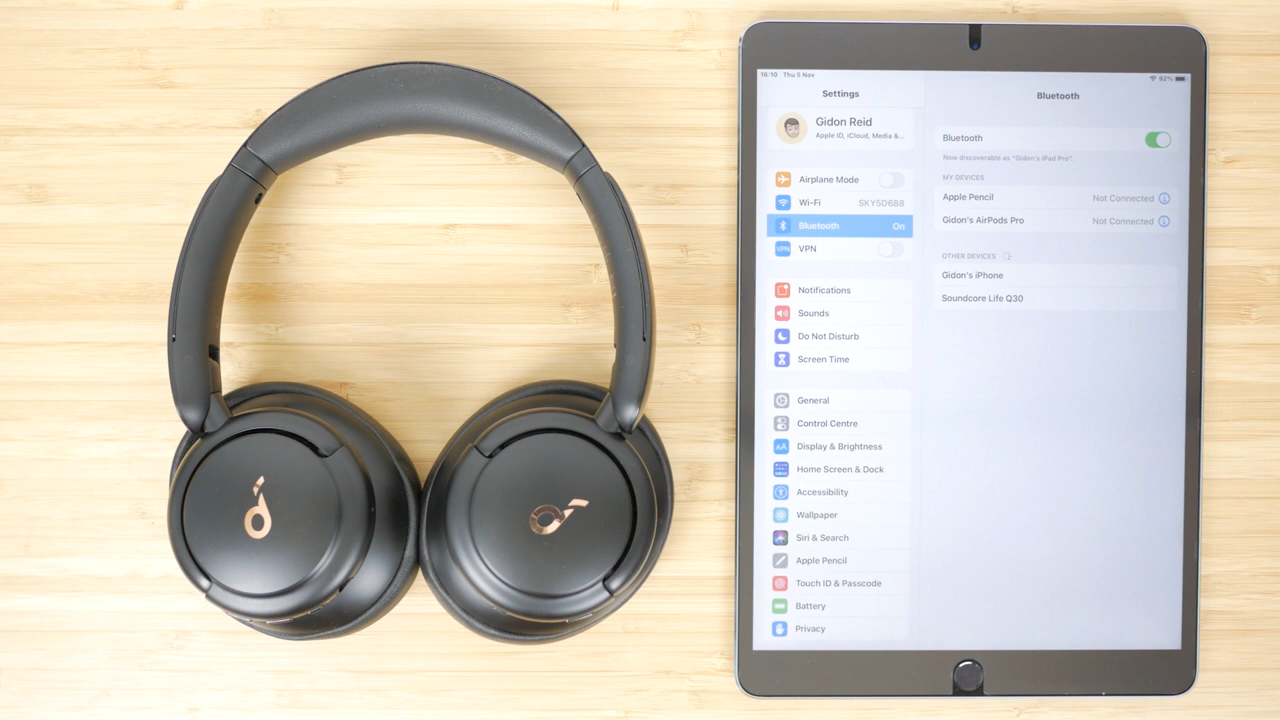 16:10 Thu 5 Nov
92%
Settings
Gidon Reid
Apple ID, iCloud, Media &...
Airplane Mode
Wi-Fi SKY5D688
Bluetooth On
VPN VPN
Notifications
Sounds
Do Not Disturb
Screen Time
General
Control Centre
AA Display & Brightness
Home Screen & Dock
Accessibility
Wallpaper
Siri & Search
Apple Pencil
Touch ID & Passcode
Battery
Privacy
Bluetooth
Bluetooth
Now discoverable as "Gidon's iPad Pro".
MY DEVICES
Apple Pencil Not Connected
Gidon's AirPods Pro Not Connected
OTHER DEVICES
Gidon's iPhone
Soundcore Life Q30